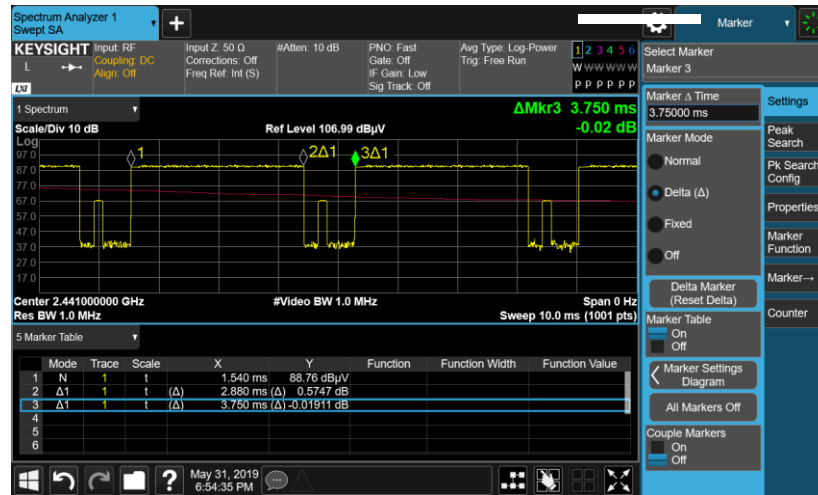 Spectrum Analyzer 1
Swept SA
+
Marker
KEYSIGHT
L
LXI
Input: RF
Coupling: DC
Align: Off
Input Z: 50 Ω
Corrections: Off
Freq Ref: Int (S)
#Atten: 10 dB
PNO: Fast
Gate: Off
IF Gain: Low
Sig Track: Off
Avg Type: Log-Power
Trig: Free Run
1 2 3 4 5 6
W W W W W W
P P P P P P
Select Marker
Marker 3
1 Spectrum
ΔMkr3 3.750 ms
-0.02 dB
Scale/Div 10 dB
Ref Level 106.99 dBµV
Log
97.0
87.0
77.0
67.0
57.0
47.0
37.0
27.0
17.0
1
2Δ1
3Δ1
Center 2.441000000 GHz
#Video BW 1.0 MHz
Span 0 Hz
Res BW 1.0 MHz
Sweep 10.0 ms (1001 pts)
5 Marker Table
Mode Trace Scale X Y Function Function Width Function Value
1 N 1 t 1.540 ms 88.76 dBµV
2 Δ1 1 t (Δ) 2.880 ms (Δ) 0.5747 dB
3 Δ1 1 t (Δ) 3.750 ms (Δ) -0.01911 dB
4
5
6
Marker Δ Time
3.75000 ms
Marker Mode
Normal
Delta (Δ)
Fixed
Off
Delta Marker
(Reset Delta)
Marker Table
On
Off
Marker Settings
Diagram
All Markers Off
Couple Markers
On
Off
Settings
Peak
Search
Pk Search
Config
Properties
Marker
Function
Marker→
Counter
?
May 31, 2019
6:54:35 PM